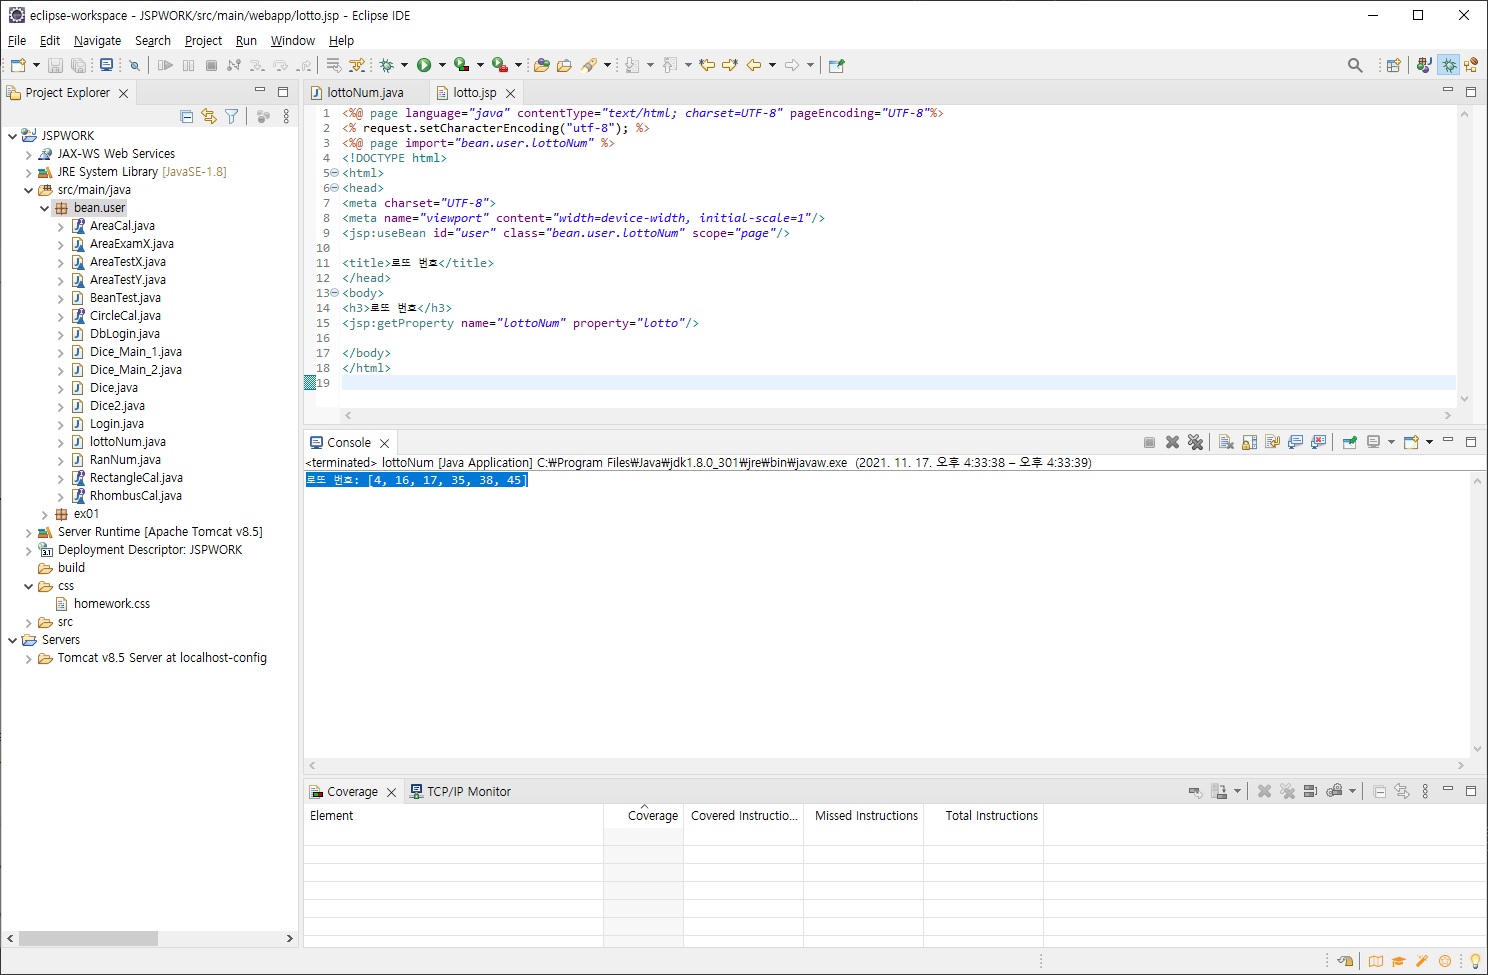 eclipse-workspace - JSPWORK/src/main/webapp/lotto.jsp - Eclipse IDE
File Edit Navigate Search Project Run Window Help
Project Explorer
JSPWORK
JAX-WS Web Services
JRE System Library [JavaSE-1.8]
src/main/java
bean.user
AreaCal.java
AreaExamX.java
AreaTestX.java
AreaTestY.java
BeanTest.java
CircleCal.java
DbLogin.java
Dice_Main_1.java
Dice_Main_2.java
Dice.java
Dice2.java
Login.java
lottoNum.java
RanNum.java
RectangleCal.java
RhombusCal.java
ex01
Server Runtime [Apache Tomcat v8.5]
Deployment Descriptor: JSPWORK
build
css
homework.css
src
Servers
Tomcat v8.5 Server at localhost-config
lottoNum.java lotto.jsp
1 <%@ page language="java" contentType="text/html; charset=UTF-8" pageEncoding="UTF-8"%>
2 <% request.setCharacterEncoding("utf-8"); %>
3 <%@ page import="bean.user.lottoNum" %>
4 <!DOCTYPE html>
5 <html>
6 <head>
7 <meta charset="UTF-8">
8 <meta name="viewport" content="width=device-width, initial-scale=1"/>
9 <jsp:useBean id="user" class="bean.user.lottoNum" scope="page"/>
10
11 <title>로또 번호</title>
12 </head>
13 <body>
14 <h3>로또 번호</h3>
15 <jsp:getProperty name="lottoNum" property="lotto"/>
16
17 </body>
18 </html>
19
Console
<terminated> lottoNum [Java Application] C:₩Program Files₩Java₩jdk1.8.0_301₩jre₩bin₩javaw.exe (2021. 11. 17. 오후 4:33:38 – 오후 4:33:39)
로또 번호: [4, 16, 17, 35, 38, 45]
Coverage TCP/IP Monitor
Element Coverage Covered Instructio... Missed Instructions Total Instructions